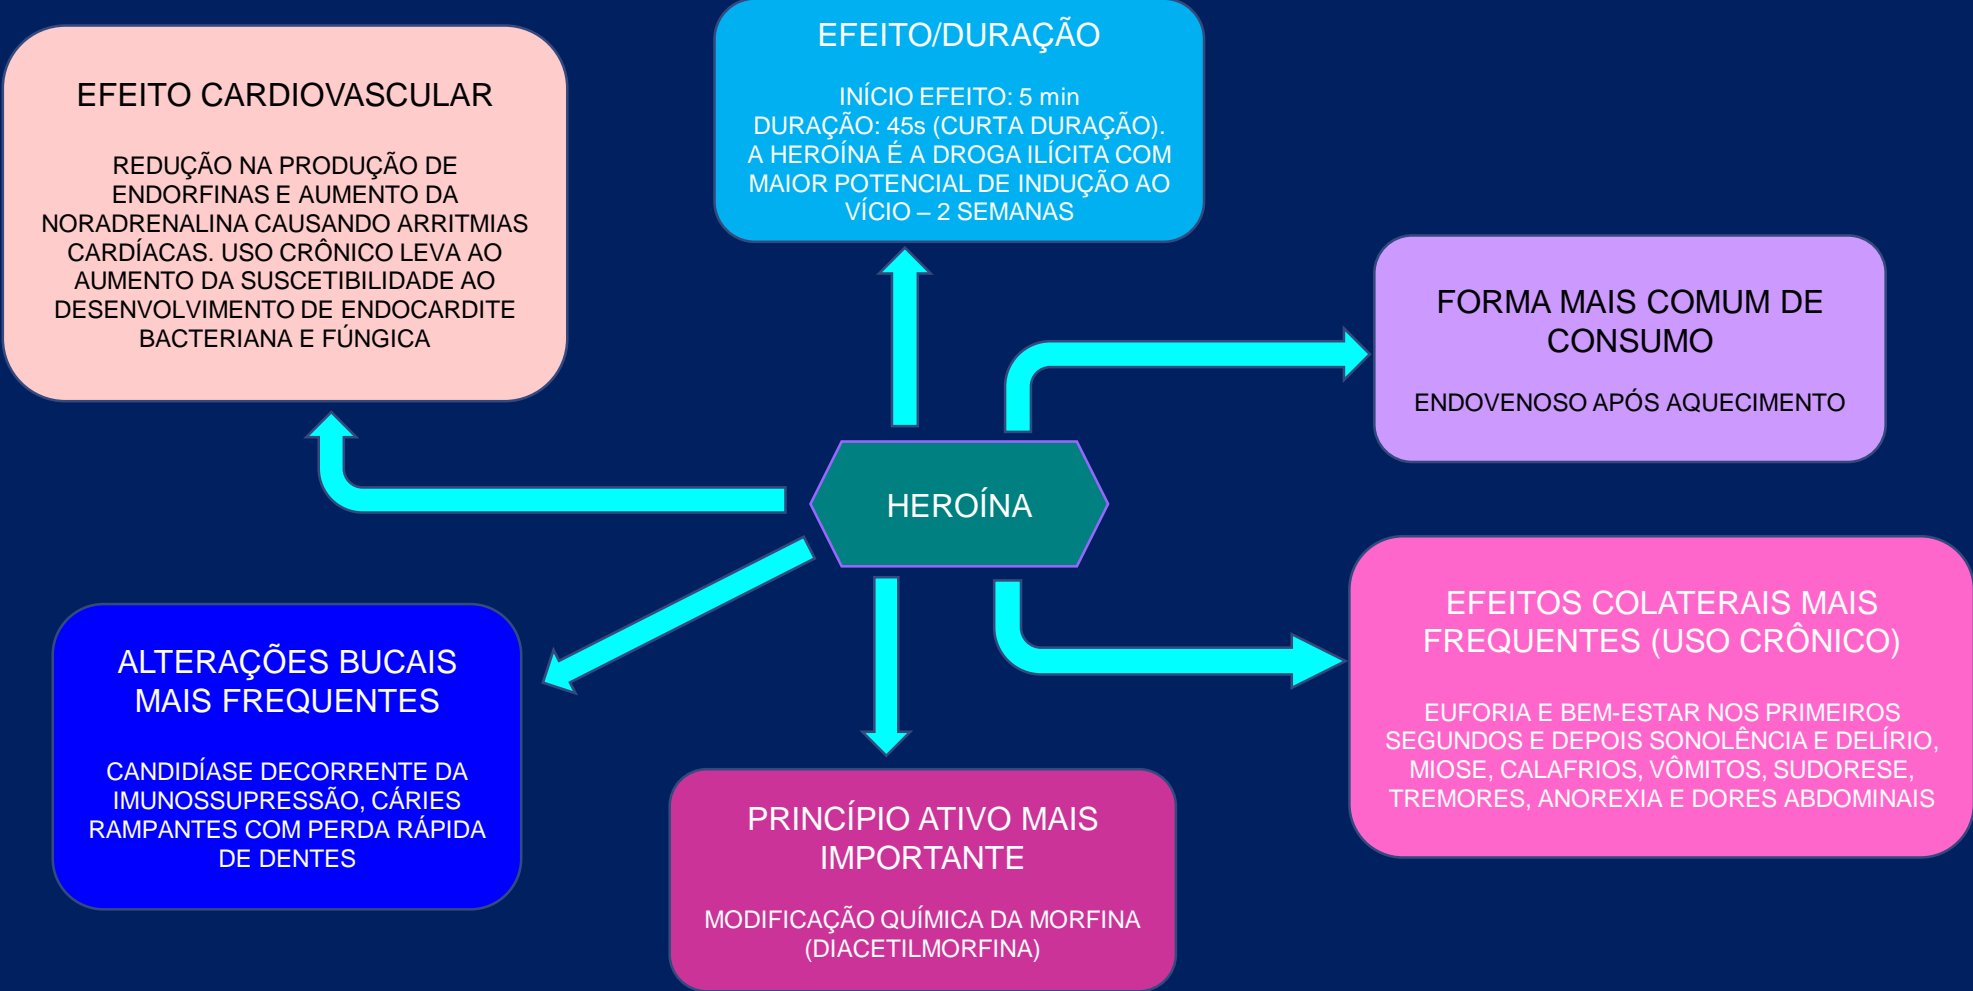 EFEITO CARDIOVASCULAR
REDUÇÃO NA PRODUÇÃO DE
ENDORFINAS E AUMENTO DA
NORADRENALINA CAUSANDO ARRITMIAS
CARDÍACAS. USO CRÔNICO LEVA AO
AUMENTO DA SUSCETIBILIDADE AO
DESENVOLVIMENTO DE ENDOCARDITE
BACTERIANA E FÚNGICA
EFEITO/DURAÇÃO
INÍCIO EFEITO: 5 min
DURAÇÃO: 45s (CURTA DURAÇÃO).
A HEROÍNA É A DROGA ILÍCITA COM
MAIOR POTENCIAL DE INDUÇÃO AO
VÍCIO – 2 SEMANAS
FORMA MAIS COMUM DE
CONSUMO
ENDOVENOSO APÓS AQUECIMENTO
HEROÍNA
ALTERAÇÕES BUCAIS
MAIS FREQUENTES
CANDIDÍASE DECORRENTE DA
IMUNOSSUPRESSÃO, CÁRIES
RAMPANTES COM PERDA RÁPIDA
DE DENTES
PRINCÍPIO ATIVO MAIS
IMPORTANTE
MODIFICAÇÃO QUÍMICA DA MORFINA
(DIACETILMORFINA)
EFEITOS COLATERAIS MAIS
FREQUENTES (USO CRÔNICO)
EUFORIA E BEM-ESTAR NOS PRIMEIROS
SEGUNDOS E DEPOIS SONOLÊNCIA E DELÍRIO,
MIOSE, CALAFRIOS, VÔMITOS, SUDORESE,
TREMORES, ANOREXIA E DORES ABDOMINAIS